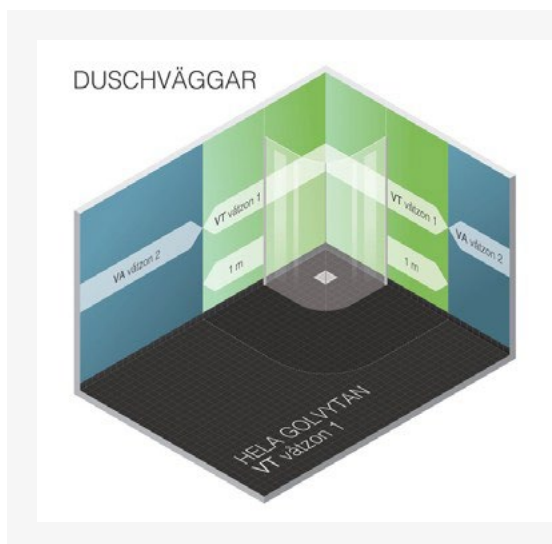 DUSCHVÄGGAR
VT våtzon 1
VT våtzon 1
VA våtzon 2
VA våtzon 2
1 m
1 m
HELA GOLVYTAN
VT våtzon 1